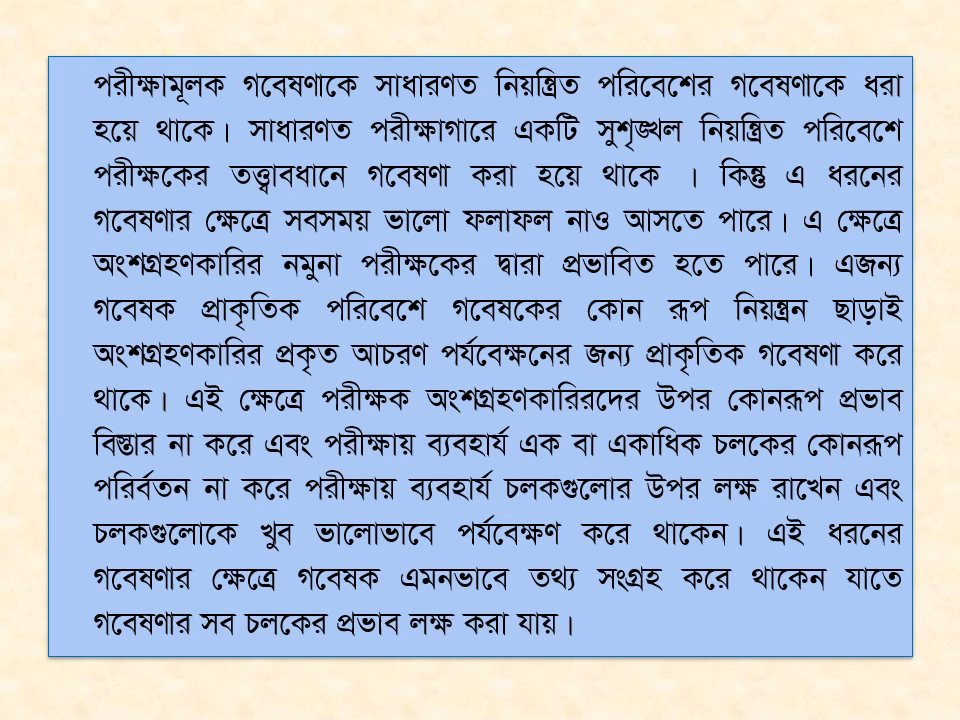 পরীক্ষামূলক গবেষণাকে সাধারণত নিয়ন্ত্রিত পরিবেশের গবেষণাকে ধরা
হয়ে থাকে। সাধারণত পরীক্ষাগারে একটি সুশৃঙ্খল নিয়ন্ত্রিত পরিবেশে
পরীক্ষকের তত্ত্বাবধানে গবেষণা করা হয়ে থাকে । কিন্তু এ ধরনের
গবেষণার ক্ষেত্রে সবসময় ভালো ফলাফল নাও আসতে পারে। এ ক্ষেত্রে
অংশগ্রহণকারির নমুনা পরীক্ষকের দ্বারা প্রভাবিত হতে পারে। এজন্য
গবেষক প্রাকৃতিক পরিবেশে গবেষকের কোন রূপ নিয়ন্ত্রন ছাড়াই
অংশগ্রহণকারির প্রকৃত আচরণ পর্যবেক্ষনের জন্য প্রাকৃতিক গবেষণা করে
থাকে। এই ক্ষেত্রে পরীক্ষক অংশগ্রহণকারিরদের উপর কোনরূপ প্রভাব
বিস্তার না করে এবং পরীক্ষায় ব্যবহার্য এক বা একাধিক চলকের কোনরূপ
পরির্বতন না করে পরীক্ষায় ব্যবহার্য চলকগুলোর উপর লক্ষ রাখেন এবং
চলকগুলোকে খুব ভালোভাবে পর্যবেক্ষণ করে থাকেন। এই ধরনের
গবেষণার ক্ষেত্রে গবেষক এমনভাবে তথ্য সংগ্রহ করে থাকেন যাতে
গবেষণার সব চলকের প্রভাব লক্ষ করা যায়।